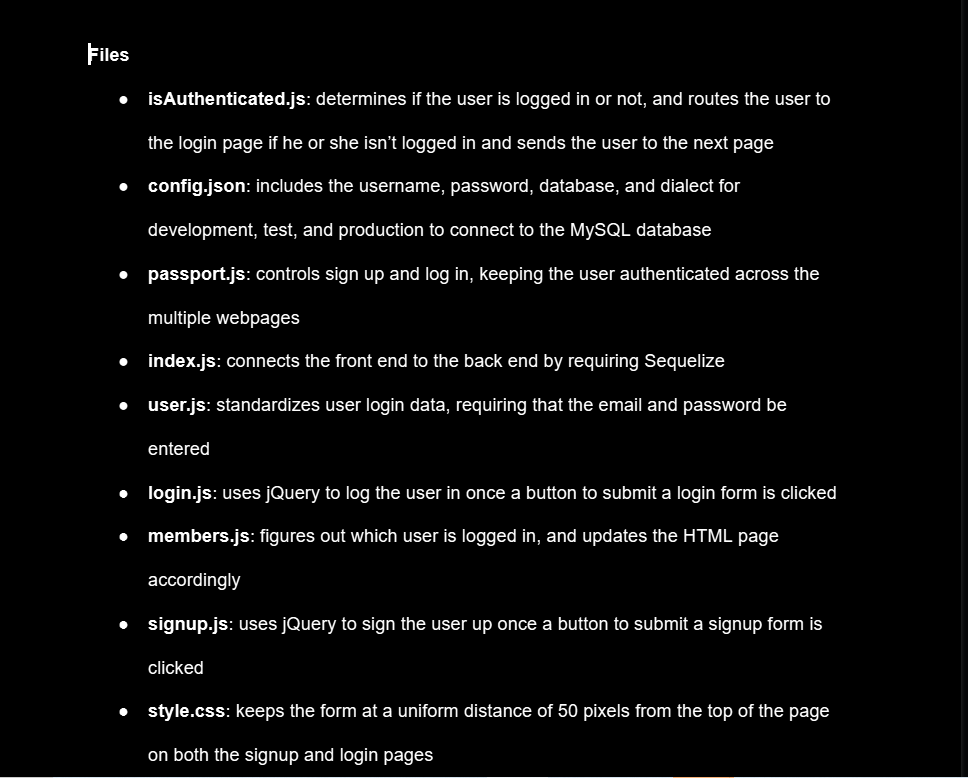 Files
● isAuthenticated.js: determines if the user is logged in or not, and routes the user to
the login page if he or she isn’t logged in and sends the user to the next page
● config.json: includes the username, password, database, and dialect for
development, test, and production to connect to the MySQL database
● passport.js: controls sign up and log in, keeping the user authenticated across the
multiple webpages
● index.js: connects the front end to the back end by requiring Sequelize
● user.js: standardizes user login data, requiring that the email and password be
entered
● login.js: uses jQuery to log the user in once a button to submit a login form is clicked
● members.js: figures out which user is logged in, and updates the HTML page
accordingly
● signup.js: uses jQuery to sign the user up once a button to submit a signup form is
clicked
● style.css: keeps the form at a uniform distance of 50 pixels from the top of the page
on both the signup and login pages